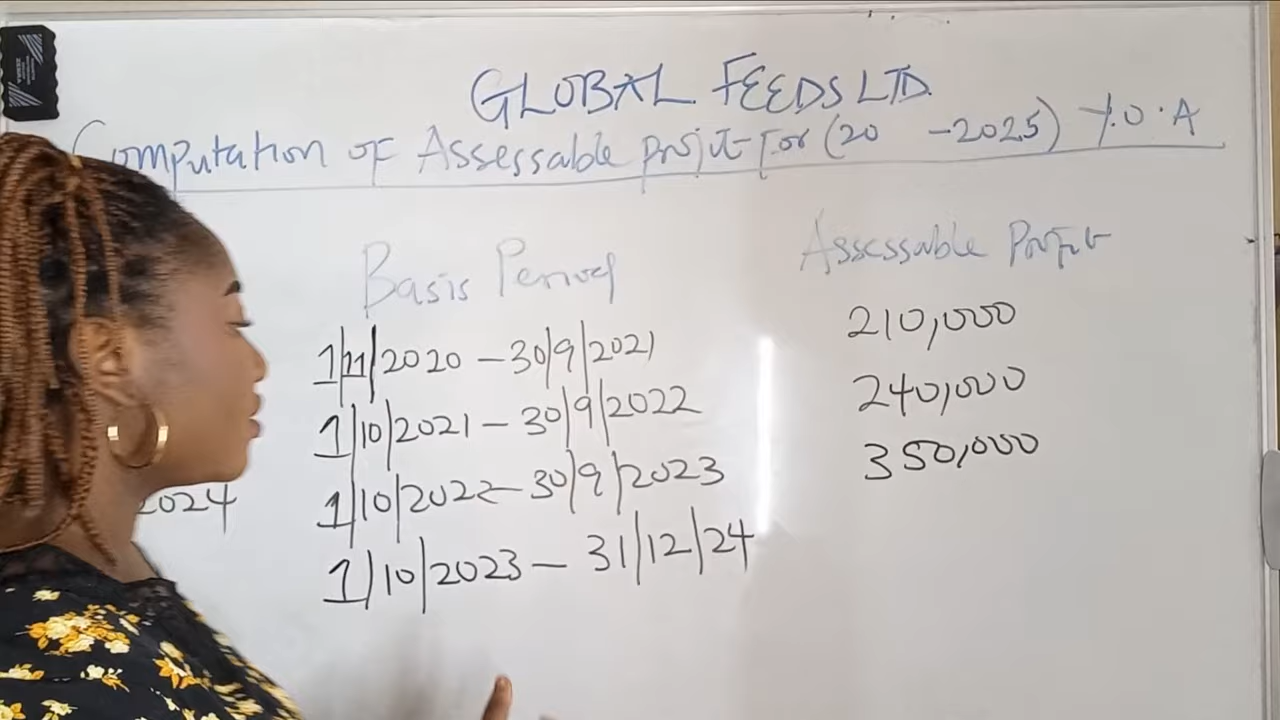 GLOBAL FEEDS LTD.
Computation of Assessable profit For (20 -2025) Y.O.A
Basis Period Assessable Profit
1/11/2020 - 30/9/2021 210,000
1/10/2021 - 30/9/2022 240,000
2024 1/10/2022 - 30/9/2023 350,000
1/10/2023 - 31/12/24